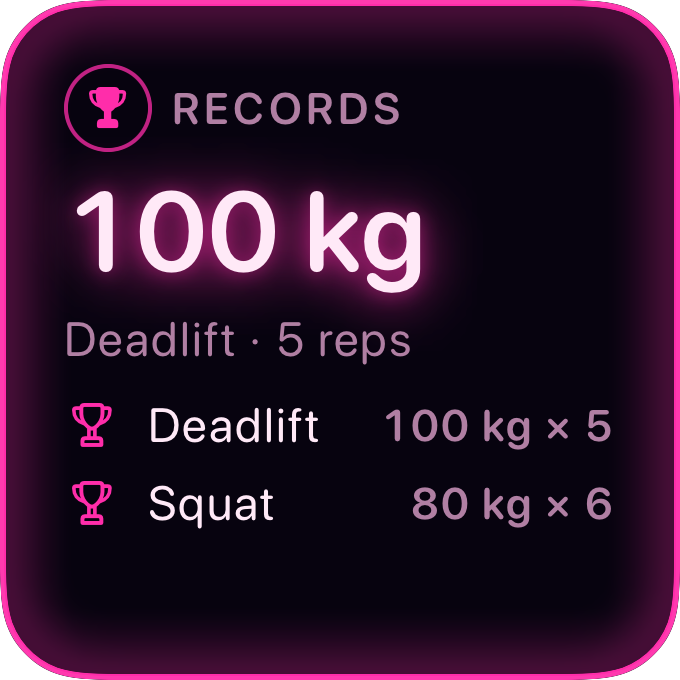 RECORDS
100 kg
Deadlift · 5 reps
Deadlift 100 kg × 5
Squat 80 kg × 6